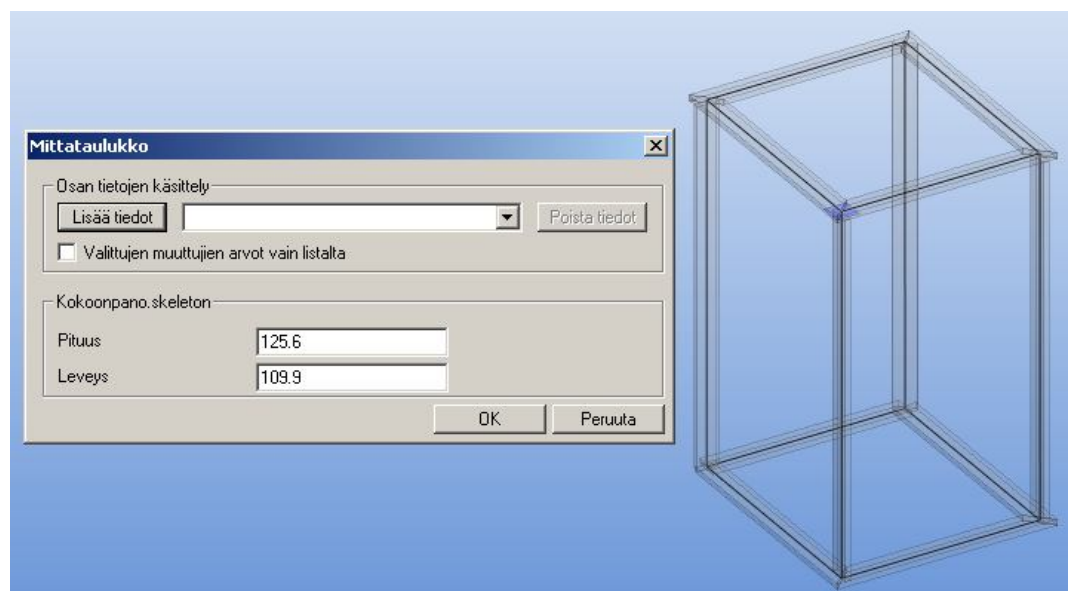 Mittataulukko
Osan tietojen käsittely
Lisää tiedot
Poista tiedot
Valittujen muuttujien arvot vain listalta
Kokoonpano.skeleton
Pituus 125.6
Leveys 109.9
OK Peruuta